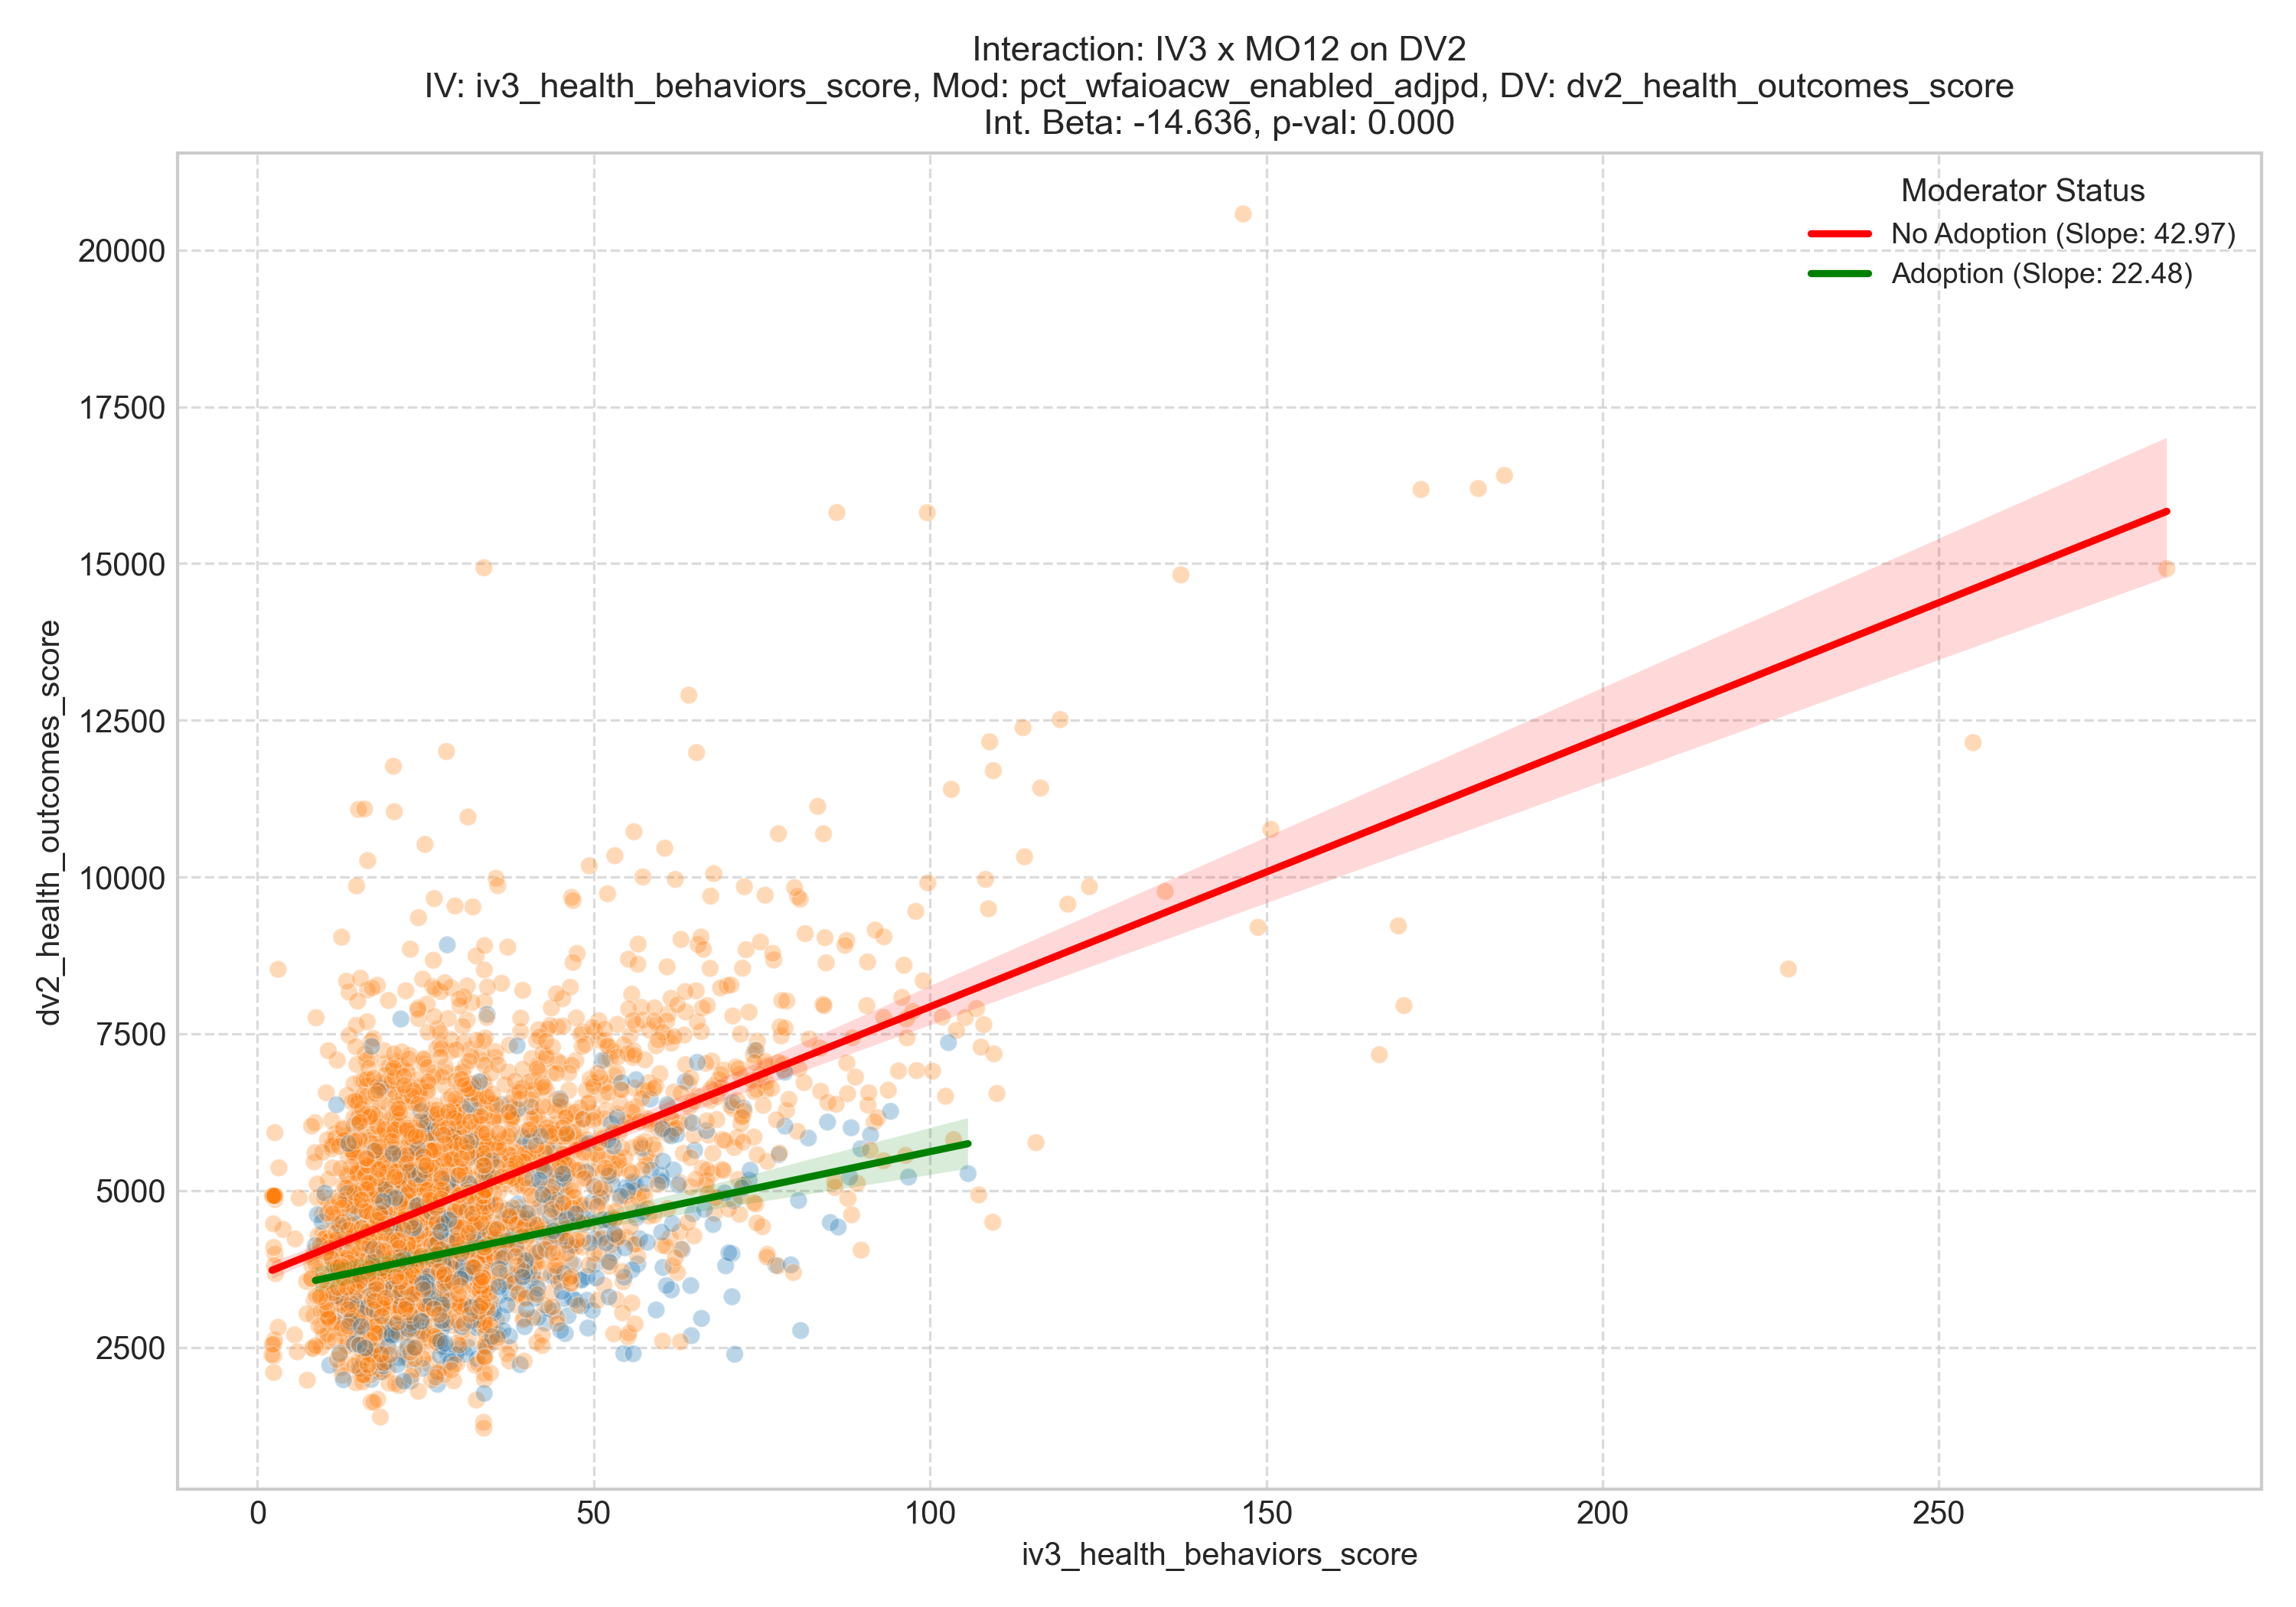 Interaction: IV3 x MO12 on DV2
IV: iv3_health_behaviors_score, Mod: pct_wfaioacw_enabled_adjpd, DV: dv2_health_outcomes_score
Int. Beta: -14.636, p-val: 0.000
Moderator Status
No Adoption (Slope: 42.97)
Adoption (Slope: 22.48)
20000
17500
15000
12500
10000
7500
5000
2500
dv2_health_outcomes_score
0
50
100
150
200
250
iv3_health_behaviors_score